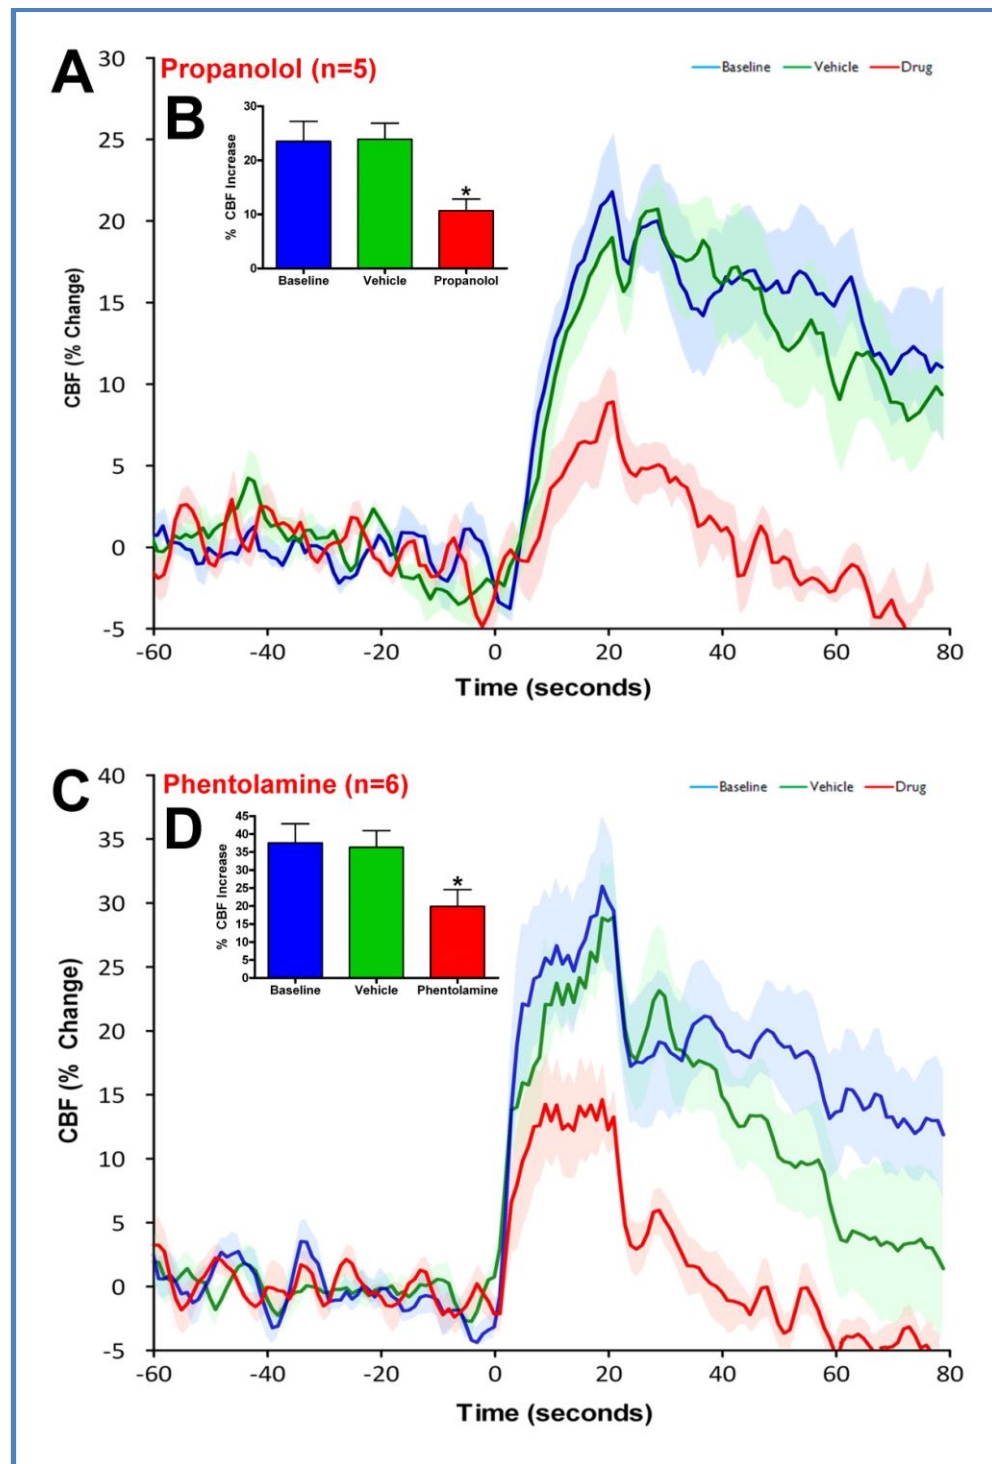 A
Propanolol (n=5)
Baseline Vehicle Drug
B
% CBF Increase
30
20
10
0
*
Baseline Vehicle Propanolol
CBF (% Change)
30
25
20
15
10
5
0
-5
-60 -40 -20 0 20 40 60 80
Time (seconds)
C
Phentolamine (n=6)
Baseline Vehicle Drug
D
% CBF Increase
45
40
35
30
25
20
15
10
5
0
*
Baseline Vehicle Phentolamine
CBF (% Change)
40
35
30
25
20
15
10
5
0
-5
-60 -40 -20 0 20 40 60 80
Time (seconds)